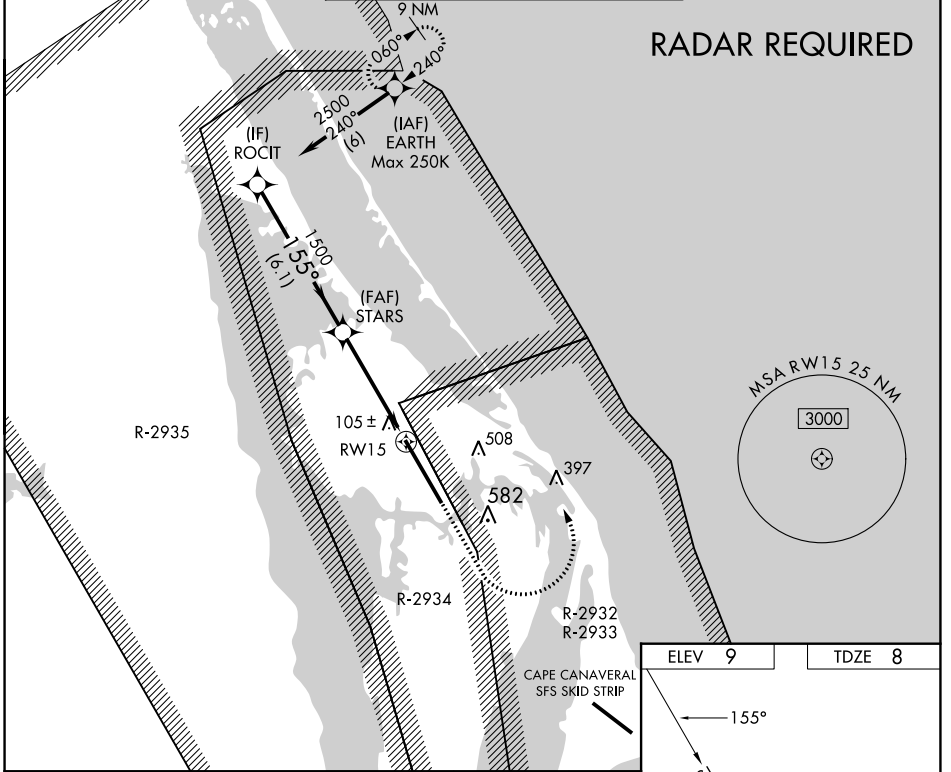 9 NM
RADAR REQUIRED
060°
240°
2500
240°
(6)
(IAF)
EARTH
Max 250K
(IF)
ROCIT
1500
155°
(6.1)
(FAF)
STARS
MSA RW15 25 NM
3000
105 ±
RW15
R-2935
508
397
582
R-2934
R-2932
R-2933
CAPE CANAVERAL
SFS SKID STRIP
ELEV 9
TDZE 8
155°